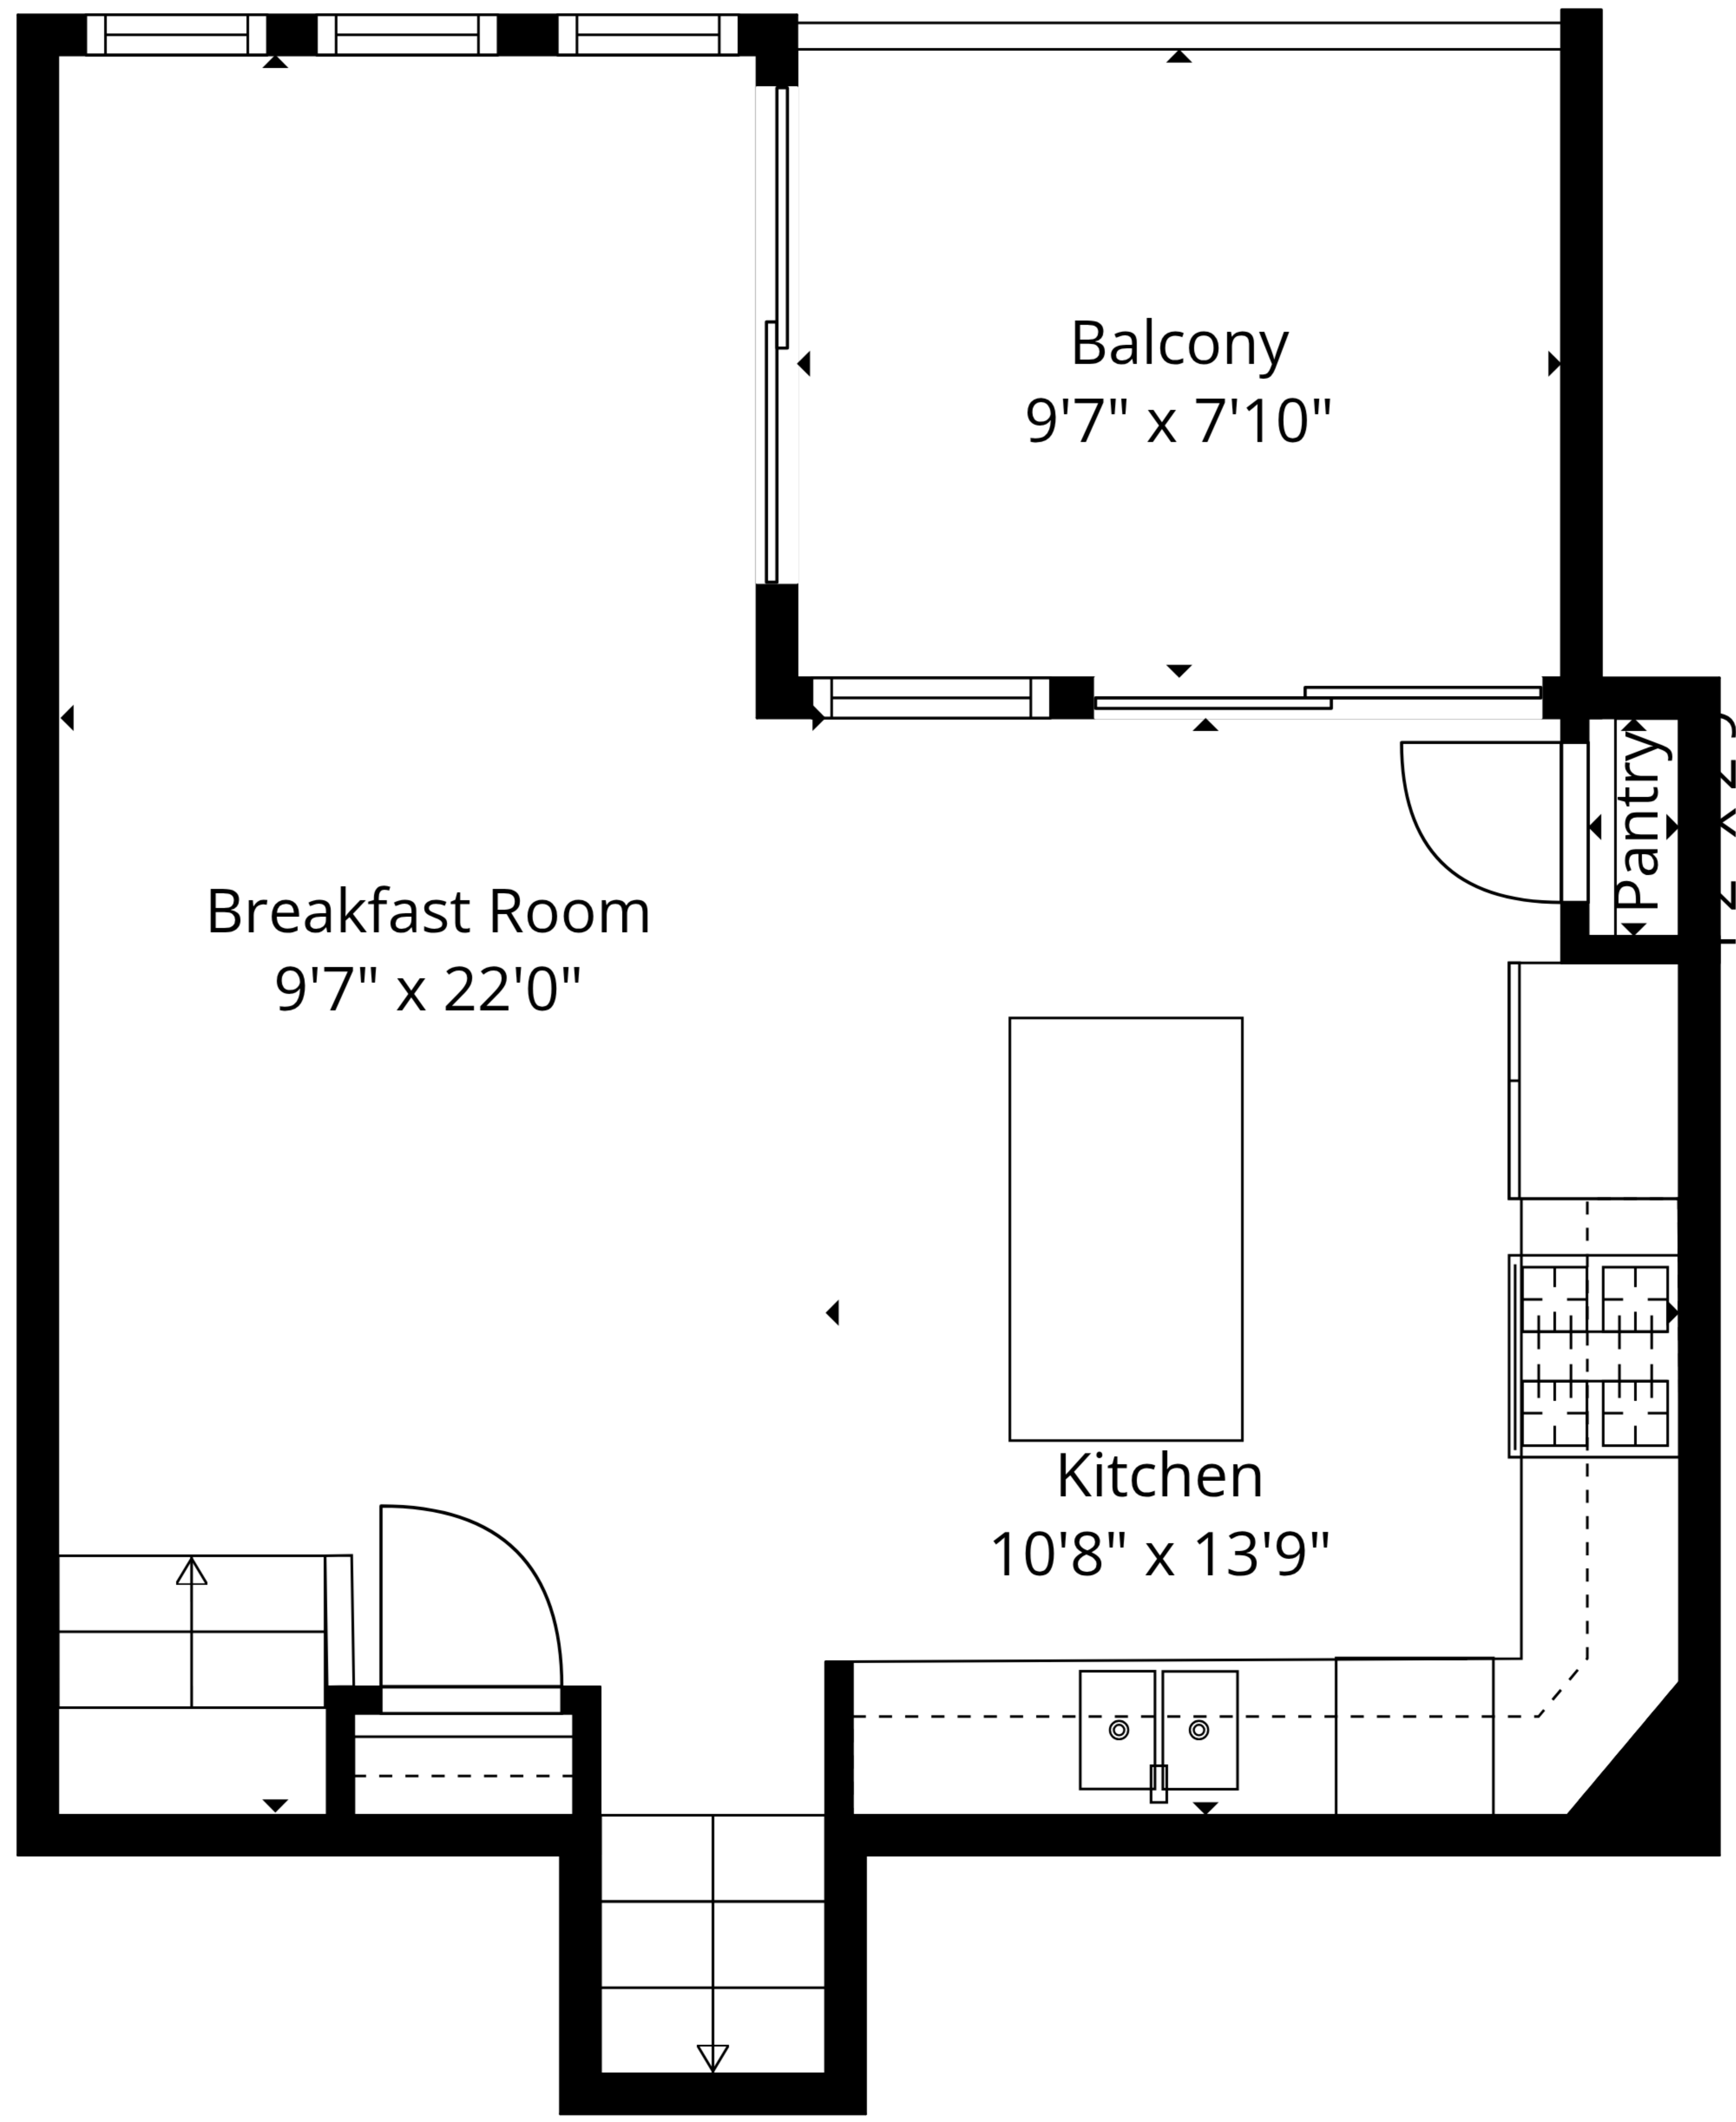 Balcony
9'7" x 7'10"
Pantry
Breakfast Room
9'7" x 22'0"
Kitchen
10'8" x 13'9"